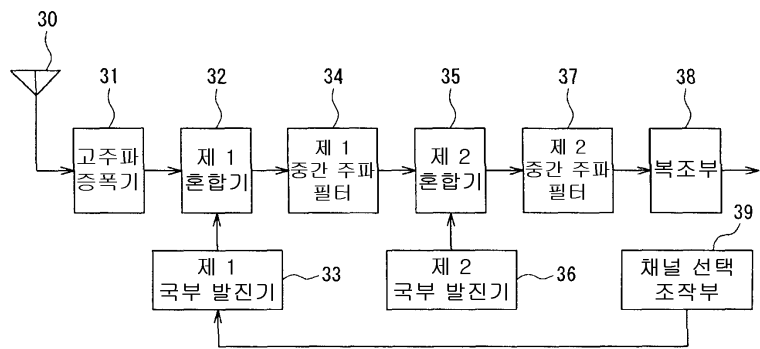 30
31
32
34
35
37
38
고주파
증폭기
제 1
혼합기
제 1
중간 주파
필터
제 2
혼합기
제 2
중간 주파
필터
복조부
39
제 1
국부 발진기
33
제 2
국부 발진기
36
채널 선택
조작부